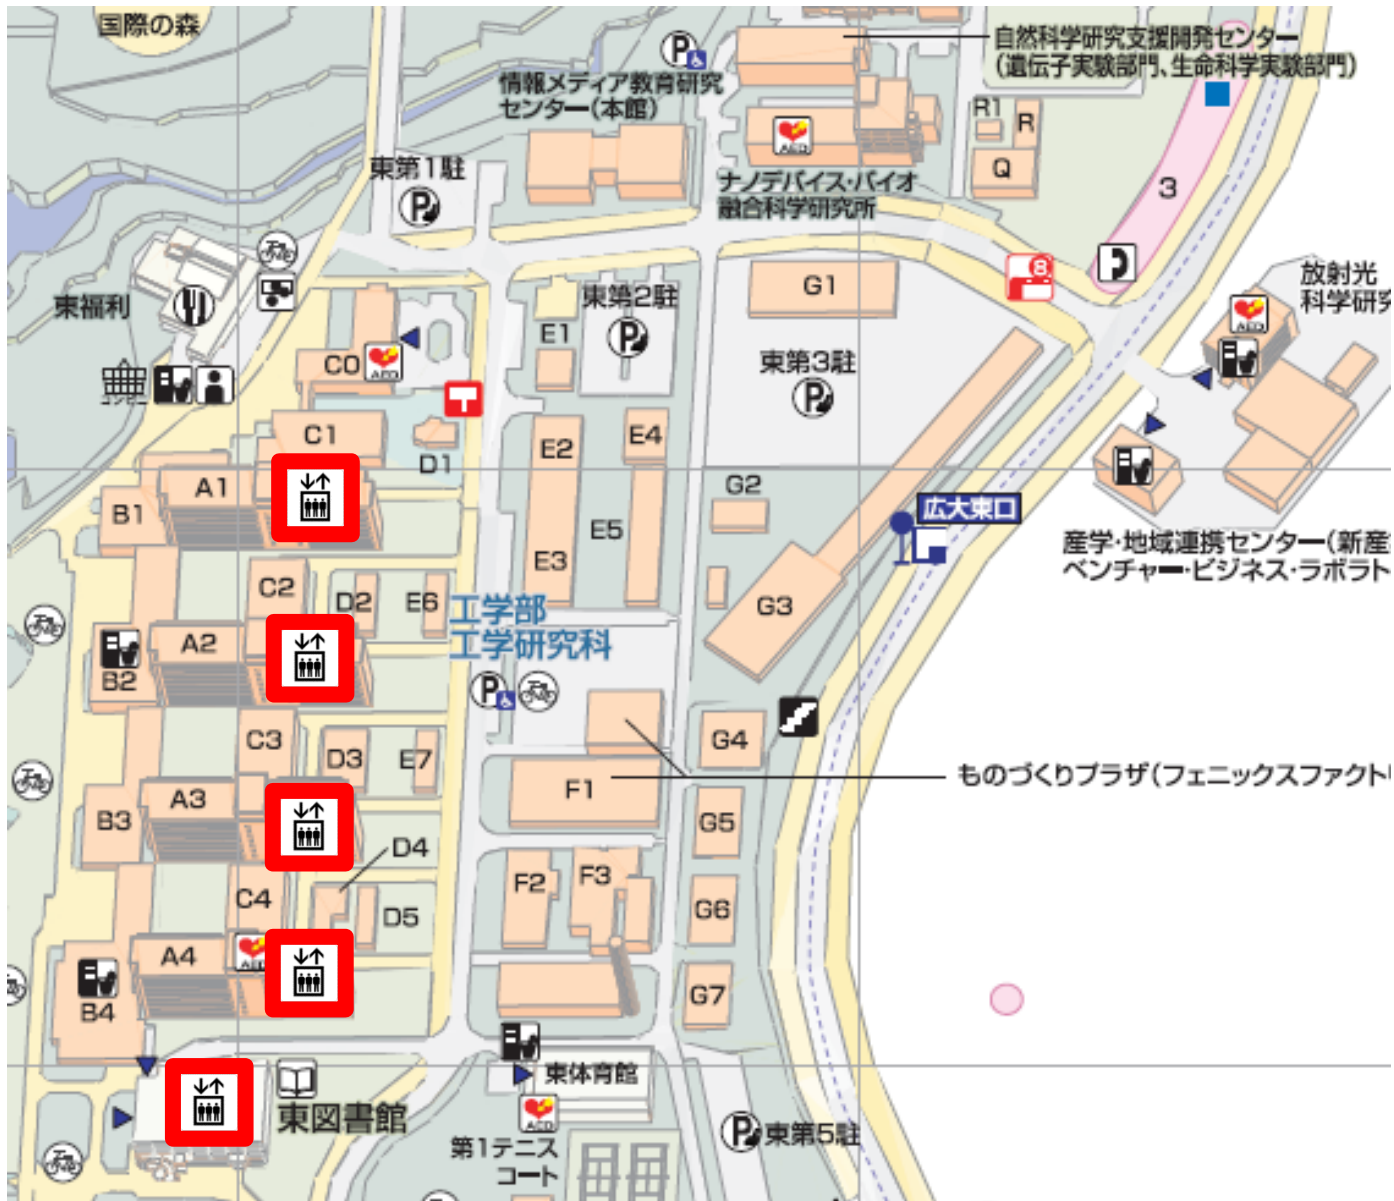 国際の森
自然科学研究支援開発センター
(遺伝子実験部門、生命科学実験部門)
P
情報メディア教育研究
センター(本館)
R1
R
Q
AED
3
ナノデバイス・バイオ
融合科学研究所
東第1駐
P
東福利
コンビニ
8
放射光
科学研究
AED
G1
東第2駐
P
E1
C0
AED
東第3駐
P
C1
D1
E2
E4
A1
B1
G2
広大東口
E5
E3
産学・地域連携センター(新産
ベンチャー・ビジネス・ラボラト
C2
D2
E6
工学部
工学研究科
G3
A2
B2
P
C3
D3
E7
G4
ものづくりプラザ(フェニックスファクト
F1
A3
B3
G5
D4
F2
F3
C4
D5
G6
A4
AED
B4
G7
東体育館
AED
東図書館
第1テニス
コート
P
東第5駐